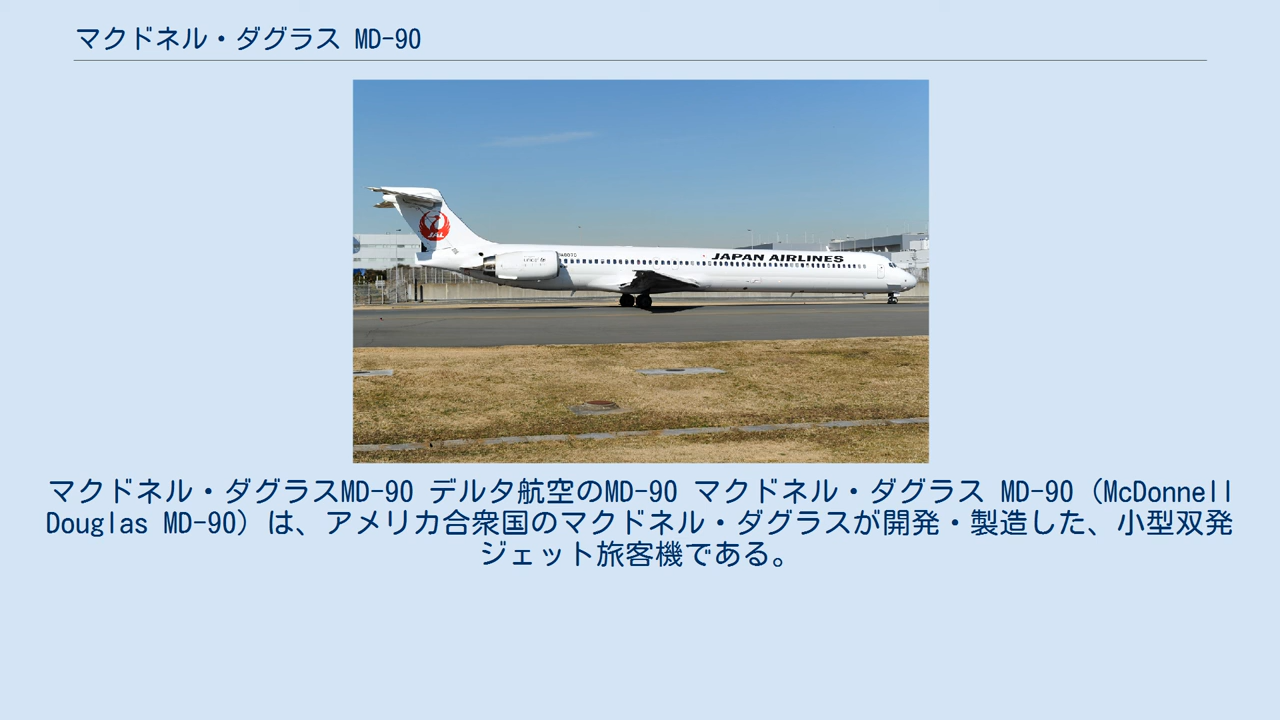 マクドネル・ダグラス MD-90
JAL
JAPAN AIRLINES
マクドネル・ダグラスMD-90 デルタ航空のMD-90 マクドネル・ダグラス MD-90 (McDonnell
Douglas MD-90) は、アメリカ合衆国のマクドネル・ダグラスが開発・製造した、小型双発
ジェット旅客機である。